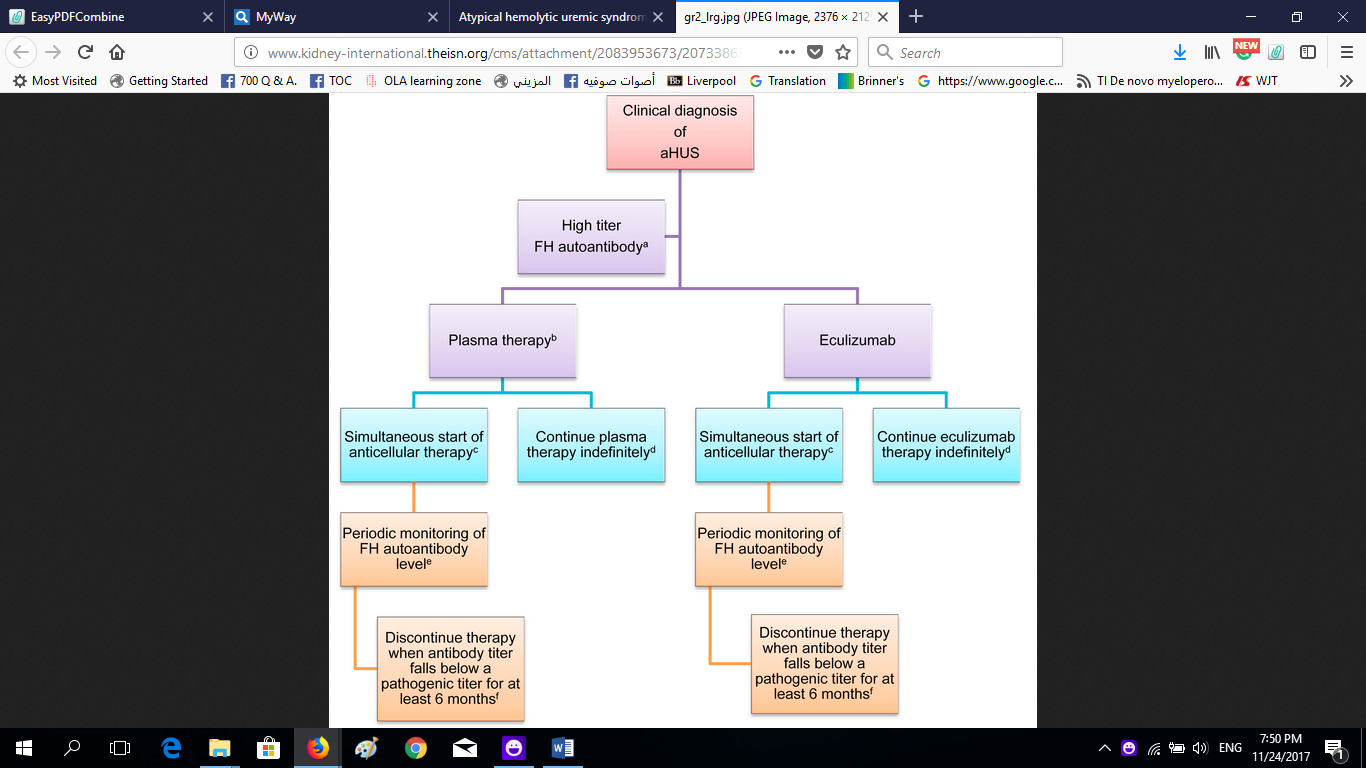 EasyPDFCombine
MyWay
Atypical hemolytic uremic syndrom
gr2_lrg.jpg (JPEG Image, 2376 × 212
www.kidney-international.theisn.org/cms/attachment/2083953673/2073386
Search
NEW
Most Visited
Getting Started
700 Q & A.
TOC
OLA learning zone
المزيني
أصوات صوفيه
Bb Liverpool
Translation
Brinner's
https://www.google.c...
TI De novo myelopero...
WJT
Clinical diagnosis
of
aHUS
High titer
FH autoantibodyᵃ
Plasma therapyᵇ
Eculizumab
Simultaneous start of
anticellular therapyᶜ
Continue plasma
therapy indefinitelyᵈ
Simultaneous start of
anticellular therapyᶜ
Continue eculizumab
therapy indefinitelyᵈ
Periodic monitoring of
FH autoantibody
levelᵉ
Periodic monitoring of
FH autoantibody
levelᵉ
Discontinue therapy
when antibody titer
falls below a
pathogenic titer for at
least 6 monthsᶠ
Discontinue therapy
when antibody titer
falls below a
pathogenic titer for at
least 6 monthsᶠ
ENG
7:50 PM
11/24/2017
1